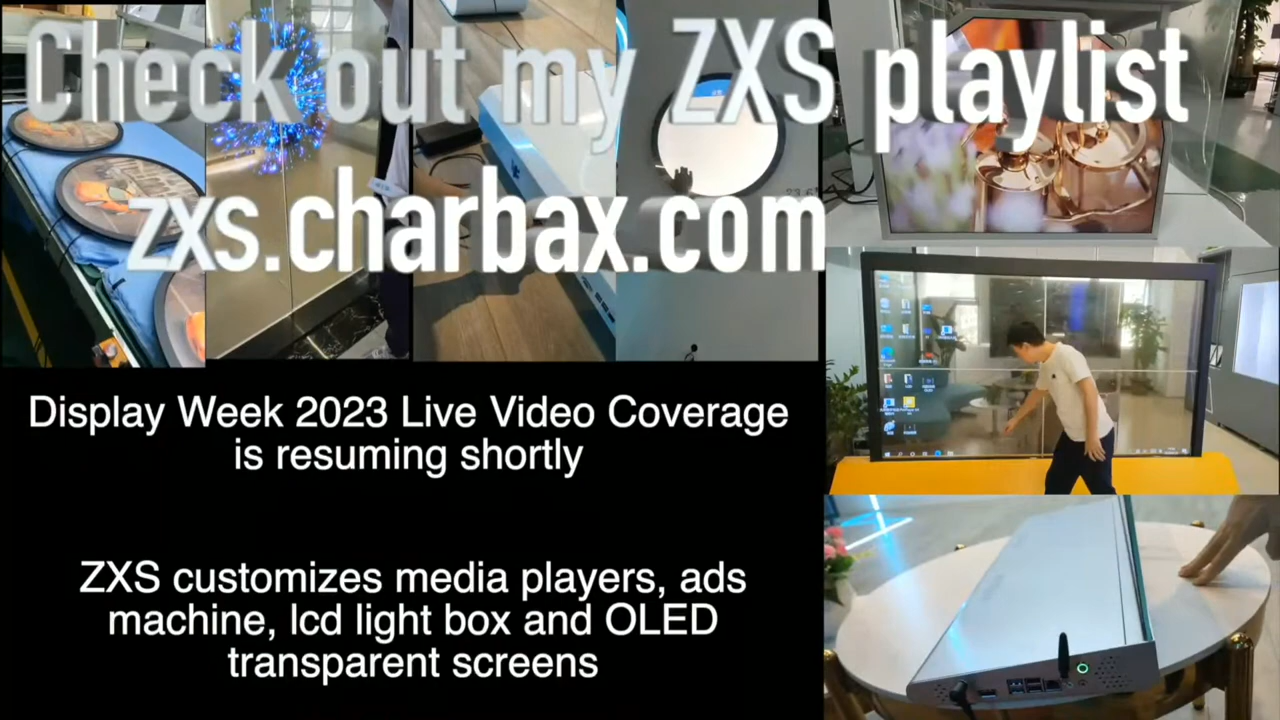 Check out my ZXS playlist
zxs.charbax.com
Display Week 2023 Live Video Coverage
is resuming shortly
ZXS customizes media players, ads
machine, lcd light box and OLED
transparent screens